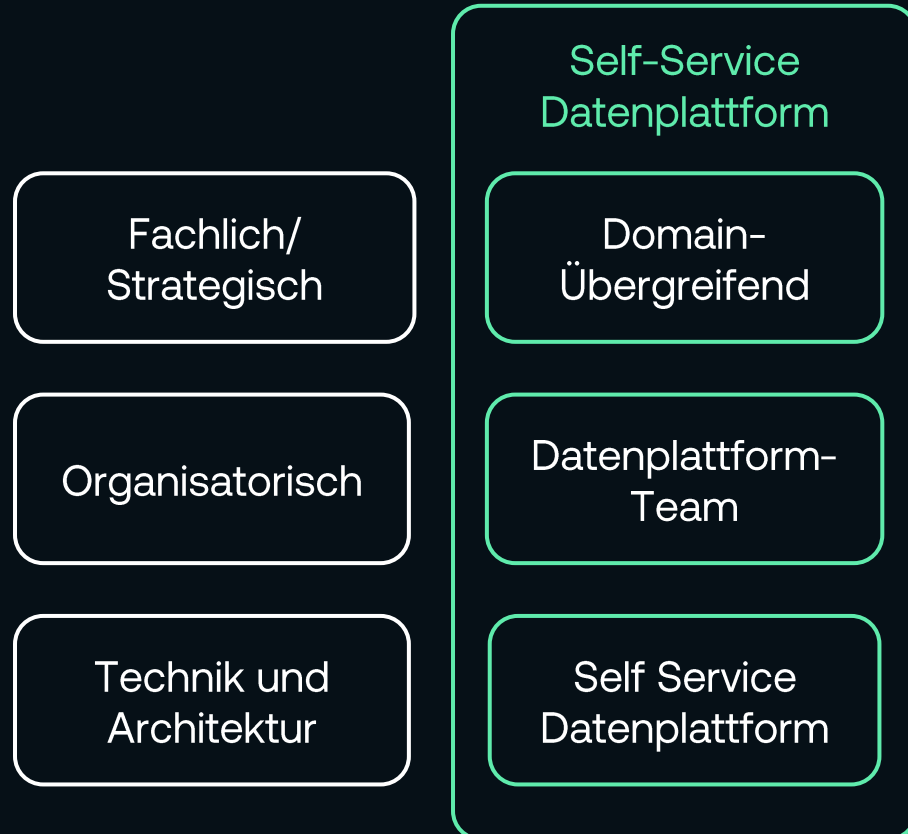 Self-Service
Datenplattform
Fachlich/
Strategisch
Domain-
Übergreifend
Organisatorisch
Datenplattform-
Team
Technik und
Architektur
Self Service
Datenplattform